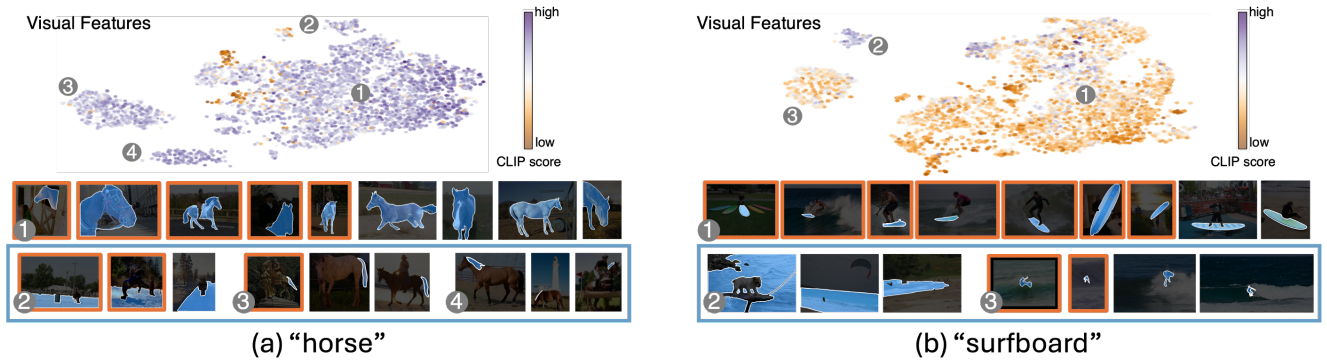 Visual Features
2
3
1
4
high
low
CLIP score
1
2
3
4
(a) “horse”
Visual Features
2
1
3
high
low
CLIP score
1
2
3
(b) “surfboard”